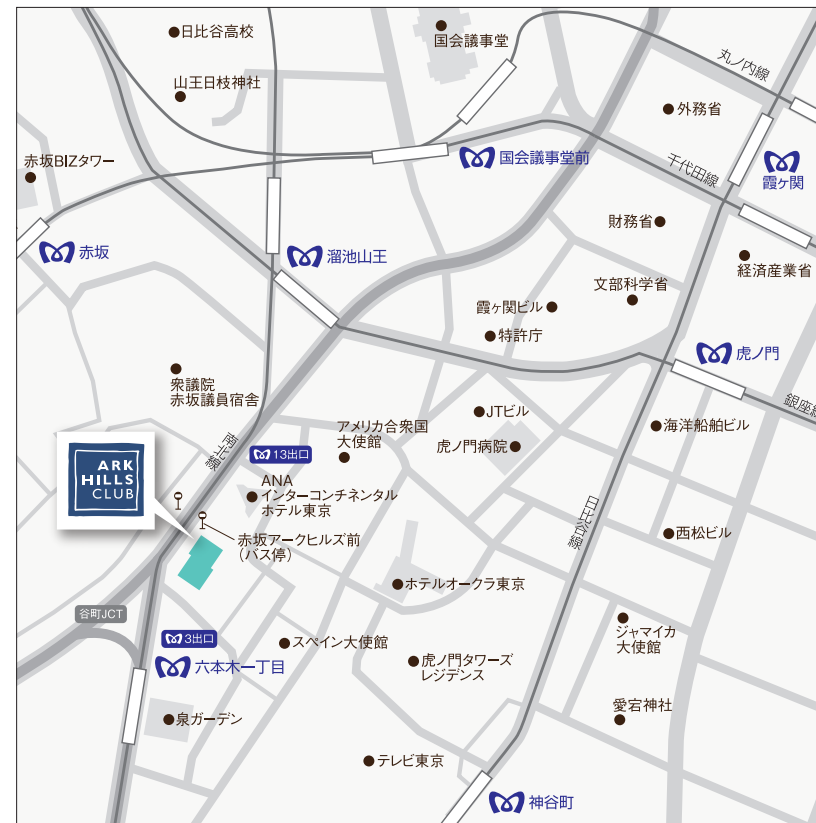 日比谷高校
国会議事堂
丸ノ内線
山王日枝神社
外務省
赤坂BIZタワー
国会議事堂前
千代田線
霞ヶ関
財務省
赤坂
溜池山王
経済産業省
文部科学省
霞ヶ関ビル
特許庁
虎ノ門
衆議院
赤坂議員宿舎
銀座線
JTビル
アメリカ合衆国
大使館
海洋船舶ビル
南北線
13出口
虎ノ門病院
ARK
HILLS
CLUB
ANA
インターコンチネンタル
ホテル東京
日比谷線
赤坂アークヒルズ前
（バス停）
西松ビル
ホテルオークラ東京
谷町JCT
3出口
スペイン大使館
ジャマイカ
大使館
六本木一丁目
虎ノ門タワーズ
レジデンス
泉ガーデン
愛宕神社
テレビ東京
神谷町